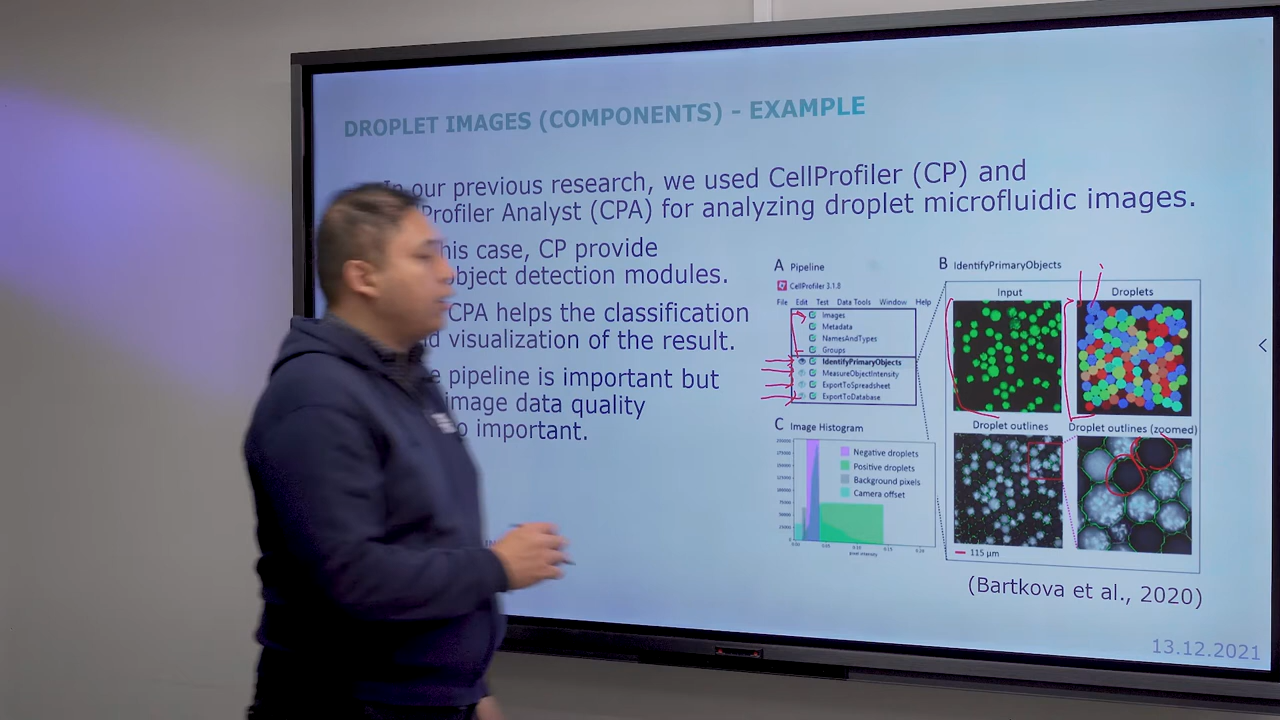 DROPLET IMAGES (COMPONENTS) - EXAMPLE
In our previous research, we used CellProfiler (CP) and
Profiler Analyst (CPA) for analyzing droplet microfluidic images.
this case, CP provide
object detection modules.
CPA helps the classification
visualization of the result.
pipeline is important but
image data quality
important.
A Pipeline
CellProfiler 3.1.8
File Edit Test Data Tools Window Help
Images
Metadata
NamesAndTypes
Groups
IdentifyPrimaryObjects
MeasureObjectIntensity
ExportToSpreadsheet
ExportToDatabase
B IdentifyPrimaryObjects
Input Droplets
Droplet outlines Droplet outlines (zoomed)
115 µm
C Image Histogram
Negative droplets
Positive droplets
Background pixels
Camera offset
pixel intensity
(Bartkova et al., 2020)
13.12.2021